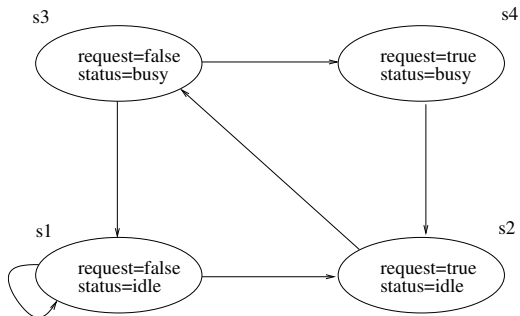 s3
request=false
status=busy
s4
request=true
status=busy
s1
request=false
status=idle
s2
request=true
status=idle